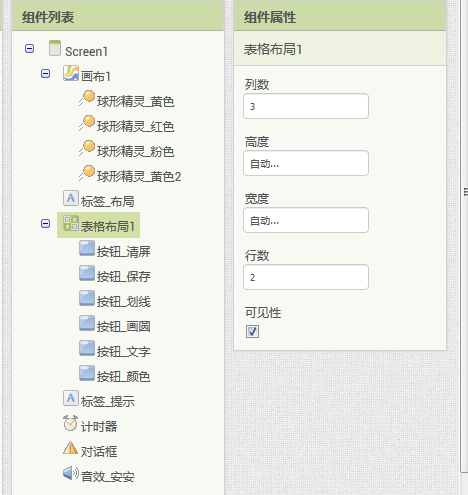 组件列表
Screen1
画布1
球形精灵_黄色
球形精灵_红色
球形精灵_粉色
球形精灵_黄色2
标签_布局
表格布局1
按钮_清屏
按钮_保存
按钮_划线
按钮_画圆
按钮_文字
按钮_颜色
标签_提示
计时器
对话框
音效_安安
组件属性
表格布局1
列数
3
高度
自动...
宽度
自动...
行数
2
可见性